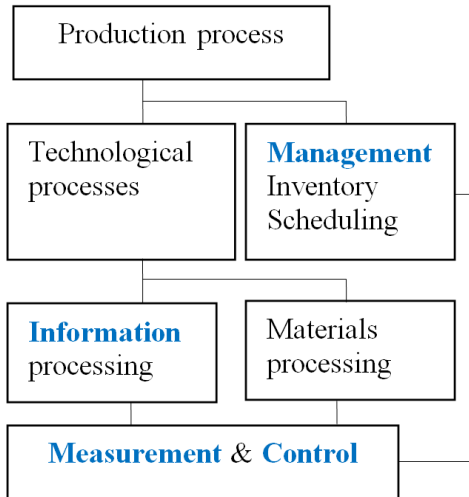 Production process
Technological
processes
Management
Inventory
Scheduling
Information
processing
Materials
processing
Measurement & Control